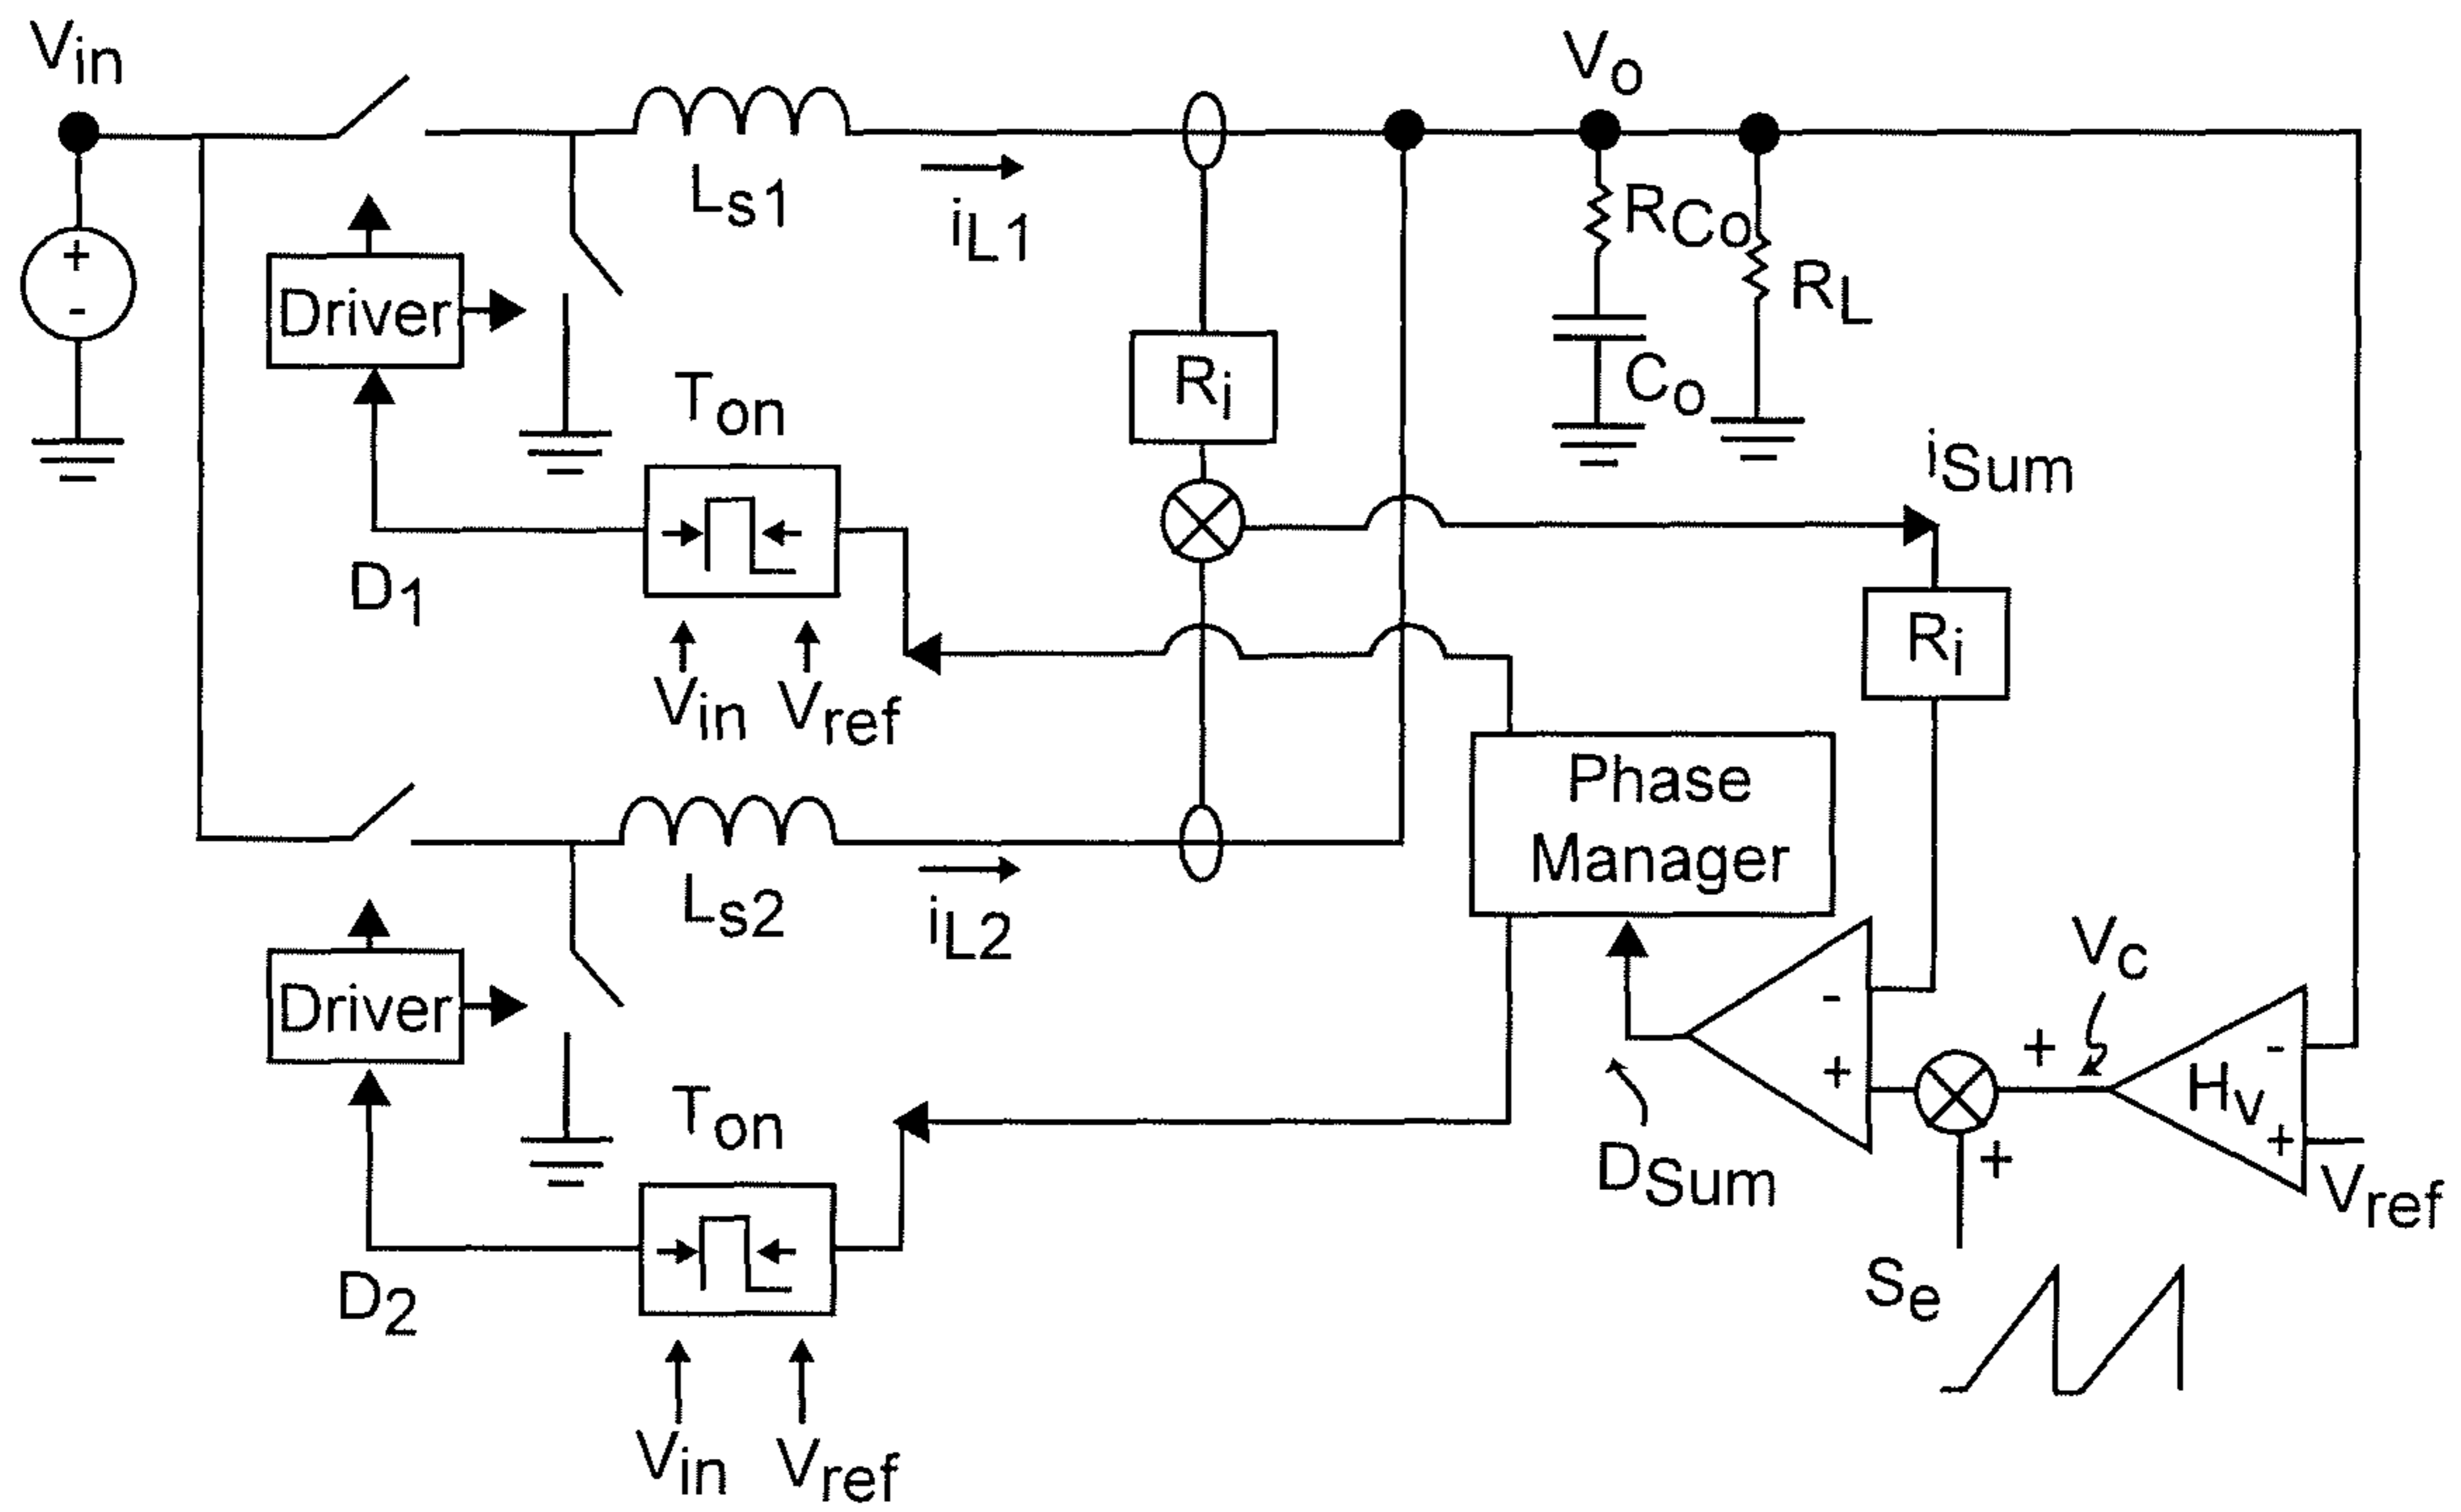 Vin
Vo
Ls1
iL1
RCo
RL
+
-
Driver
Ri
Co
Ton
iSum
D1
Ri
Vin
Vref
Phase
Manager
Ls2
iL2
Vc
-
+
-
Driver
+
Hv
+
Ton
DSum
+
Vref
Se
D2
Vin
Vref